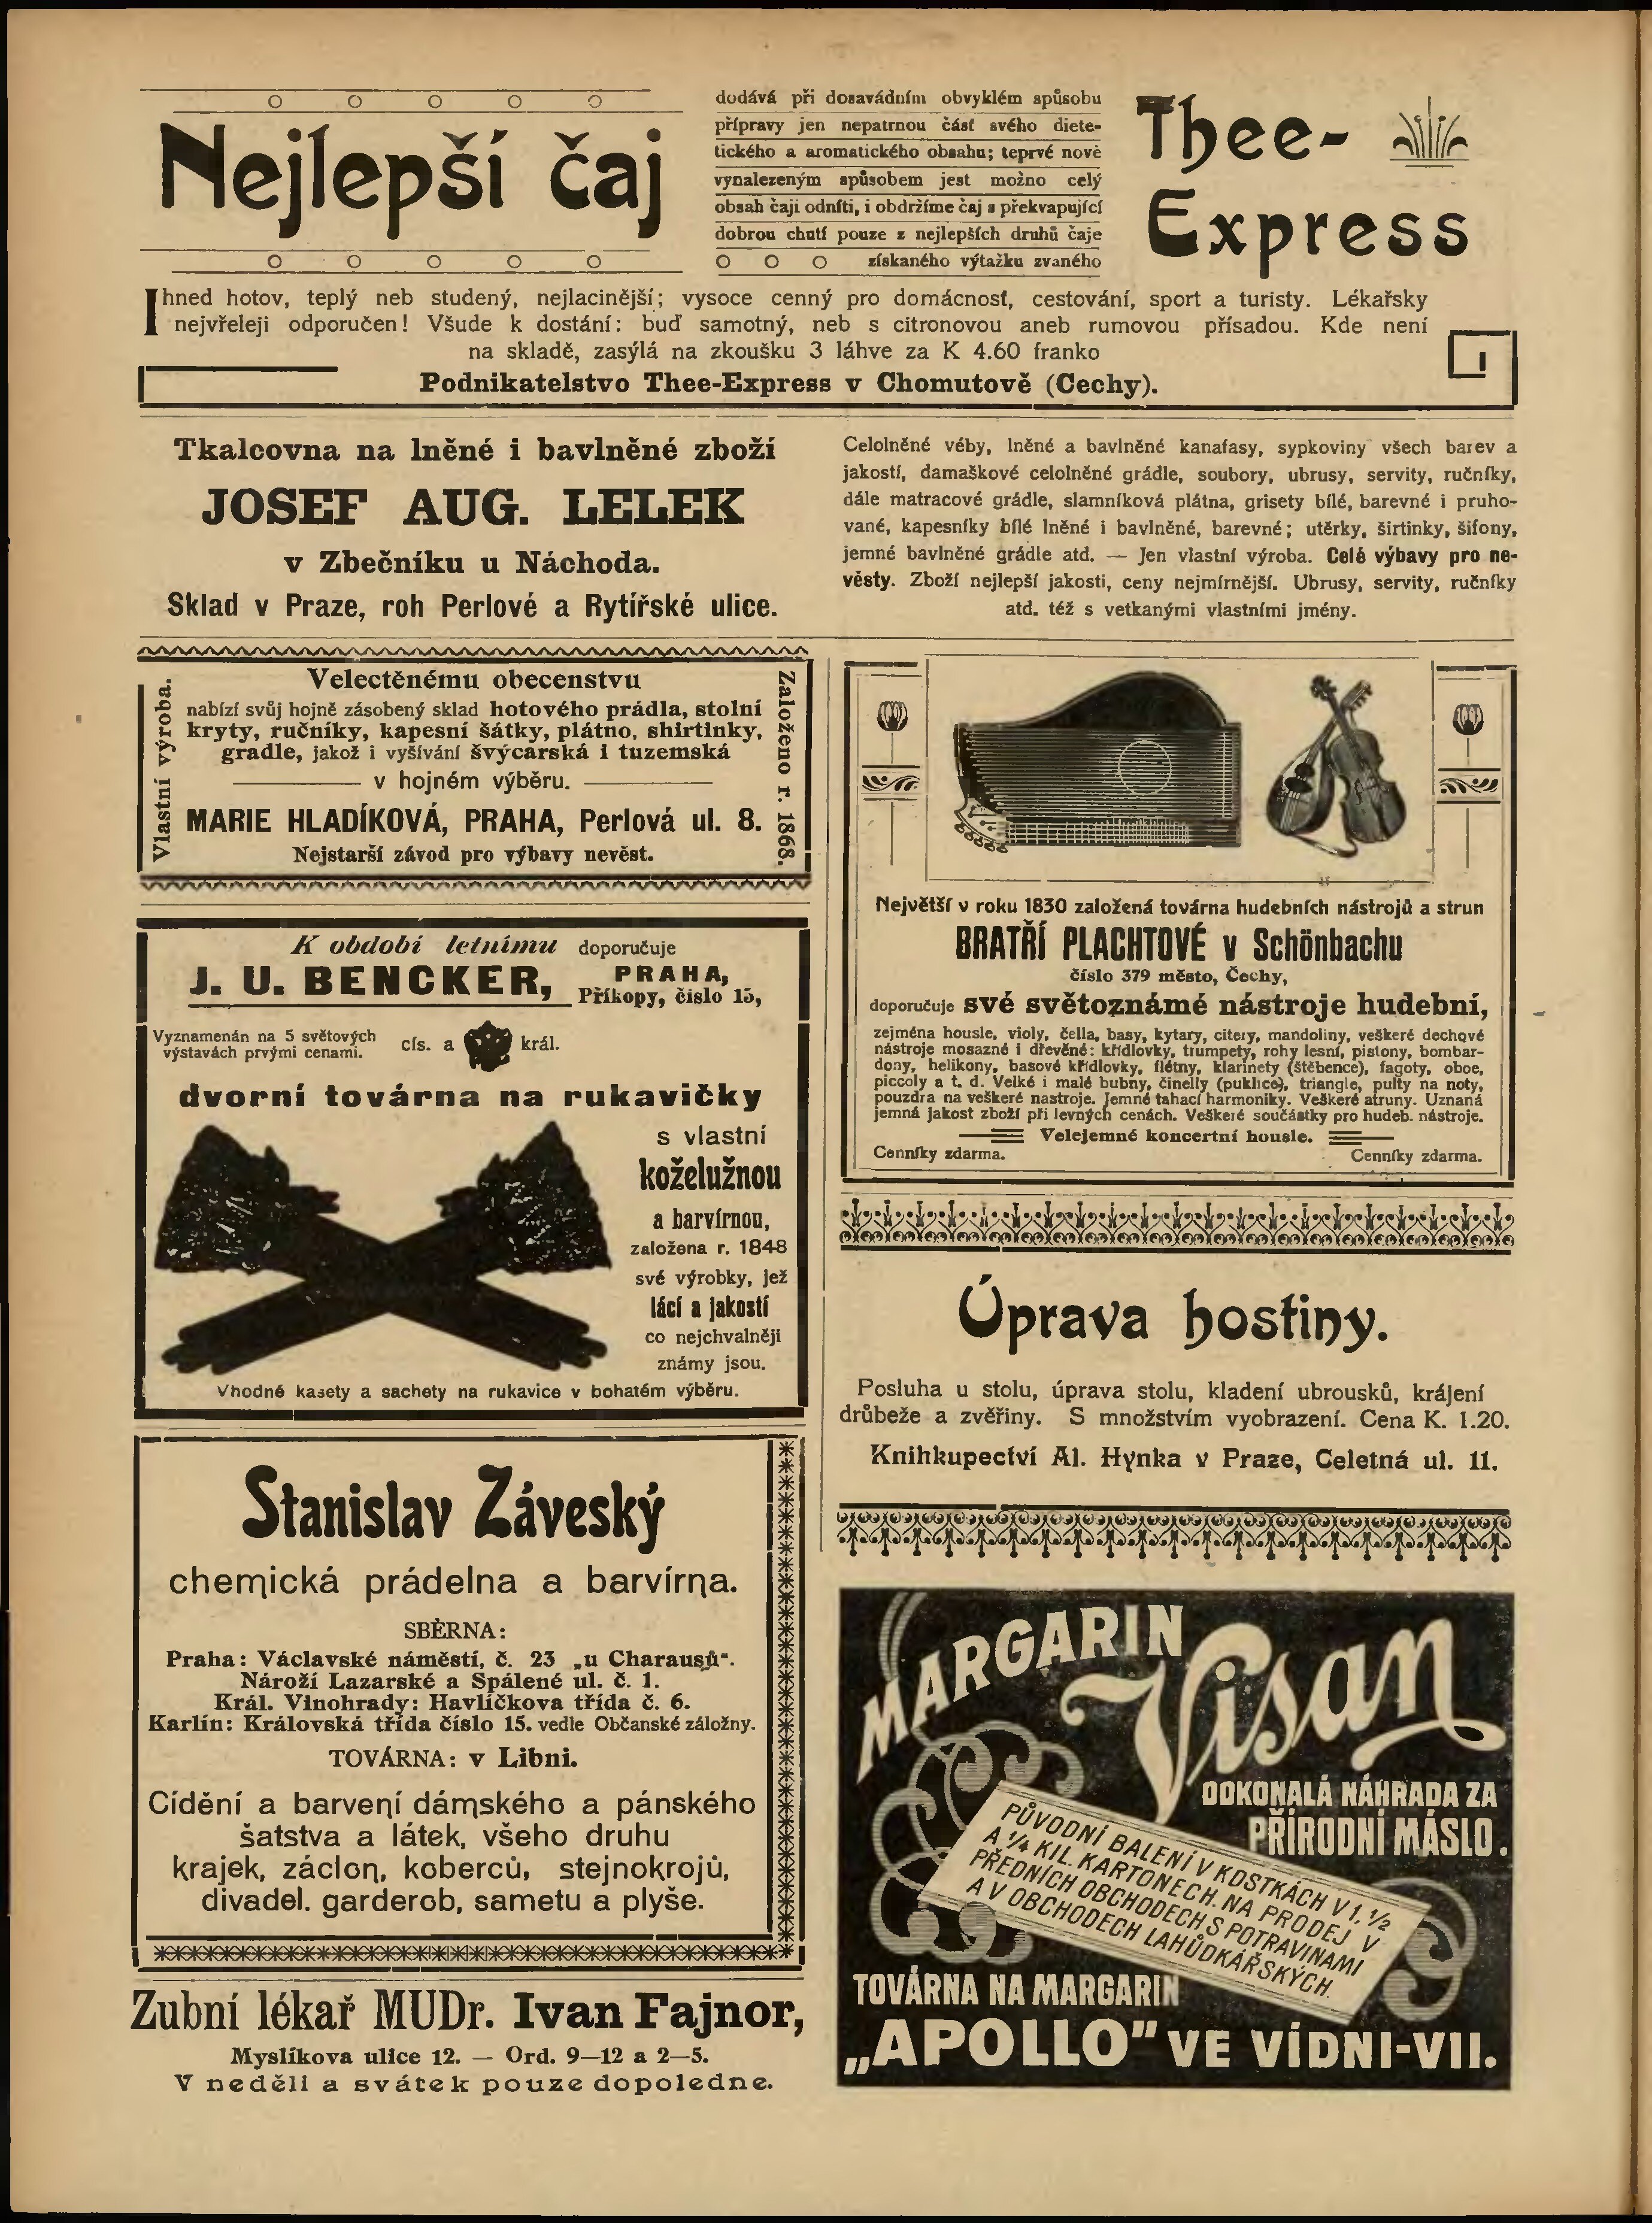 Nejlepší čaj
dodává při dosavádním obvyklém spůsobu
přípravy jen nepatrnou část svého diete-
tického a aromatického obsahu; teprvé nově
vynalezeným spůsobem jest možno celý
obsah čaji odníti, i obdržíme čaj s překvapující
dobrou chutí pouze z nejlepších druhů čaje
získaného výtažku zvaného
Thee-
Express
Ihned hotov, teplý neb studený, nejlacinější; vysoce cenný pro domácnosť, cestování, sport a turisty. Lékařsky
nejvřeleji odporučen! Všude k dostání: buď samotný, neb s citronovou aneb rumovou přísadou. Kde není
na skladě, zasýlá na zkoušku 3 láhve za K 4.60 franko
Podnikatelstvo Thee-Express v Chomutově (Cechy).
Tkalcovna na lněné i bavlněné zboží
JOSEF AUG. LELEK
v Zbečníku u Náchoda.
Sklad v Praze, roh Perlové a Rytířské ulice.
Celolněné véby, lněné a bavlněné kanafasy, sypkoviny všech barev a
jakostí, damaškové celolněné grádle, soubory, ubrusy, servity, ručníky,
dále matracové grádle, slamníková plátna, grisety bílé, barevné i pruho-
vané, kapesníky bílé lněné i bavlněné, barevné; utěrky, širtinky, šifony,
jemné bavlněné grádle atd. — Jen vlastní výroba. Celé výbavy pro ne-
věsty. Zboží nejlepší jakosti, ceny nejmírnější. Ubrusy, servity, ručníky
atd. též s vetkanými vlastními jmény.
Vlastní výroba.
Velectěnému obecenstvu
nabízí svůj hojně zásobený sklad hotového prádla, stolní
kryty, ručníky, kapesní šátky, plátno, shirtinky,
gradle, jakož i vyšívání švýcarská i tuzemská
v hojném výběru.
MARIE HLADÍKOVÁ, PRAHA, Perlová ul. 8.
Nejstarší závod pro výbavy nevěst.
Založeno r. 1868.
K období letnímu doporučuje
J. U. BENCKER, PRAHA,
Příkopy, číslo 15,
Vyznamenán na 5 světových
výstavách prvými cenami.
cís. a král.
dvorní továrna na rukavičky
s vlastní
koželužnou
a barvírnou,
založena r. 1848
své výrobky, jež
lácí a jakostí
co nejchvalněji
známy jsou.
Vhodné kasety a sachety na rukavice v bohatém výběru.
Stanislav Záveský
chemická prádelna a barvírna.
SBĚRNA:
Praha: Václavské náměstí, č. 23 „u Charausů“.
Nároží Lazarské a Spálené ul. č. 1.
Král. Vinohrady: Havlíčkova třída č. 6.
Karlín: Královská třída číslo 15. vedle Občanské záložny.
TOVÁRNA: v Libni.
Cídění a barvení dámského a pánského
šatstva a látek, všeho druhu
krajek, záclon, koberců, stejnokrojů,
divadel. garderob, sametu a plyše.
Zubní lékař MUDr. Ivan Fajnor,
Myslíkova ulice 12. — Ord. 9—12 a 2—5.
V neděli a svátek pouze dopoledne.
Největší v roku 1830 založená továrna hudebních nástrojů a strun
BRATŘÍ PLACHTOVÉ v Schönbachu
číslo 379 město, Čechy,
doporučuje své světoznámé nástroje hudební,
zejména housle, violy, čella, basy, kytary, citery, mandoliny, veškeré dechové
nástroje mosazné i dřevěné: křídlovky, trumpety, rohy lesní, pistony, bombar-
dony, helikony, basové křídlovky, flétny, klarinety (štěbence), fagoty, oboe,
piccoly a t. d. Velké i malé bubny, činelly (puklice), triangle, pulty na noty,
pouzdra na veškeré nastroje. Jemné tahací harmoniky. Veškeré struny. Uznaná
jemná jakost zboží při levných cenách. Veškeré součástky pro hudeb. nástroje.
Velejemné koncertní housle.
Cenníky zdarma. Cenníky zdarma.
Úprava hostiny.
Posluha u stolu, úprava stolu, kladení ubrousků, krájení
drůbeže a zvěřiny. S množstvím vyobrazení. Cena K. 1.20.
Knihkupectví Al. Hynka v Praze, Celetná ul. 11.
MARGARIN
Visan
DOKONALÁ NÁHRADA ZA
PŘÍRODNÍ MÁSLO.
PŮVODNÍ BALENÍ V KOSTKÁCH V 1, ½
A ¼ KIL. KARTONECH. NA PRODEJ V
PŘEDNÍCH OBCHODECH S POTRAVINAMI
A V OBCHODECH LAHŮDKÁŘSKÝCH.
TOVÁRNA NA MARGARIN
„APOLLO" VE VÍDNI-VII.